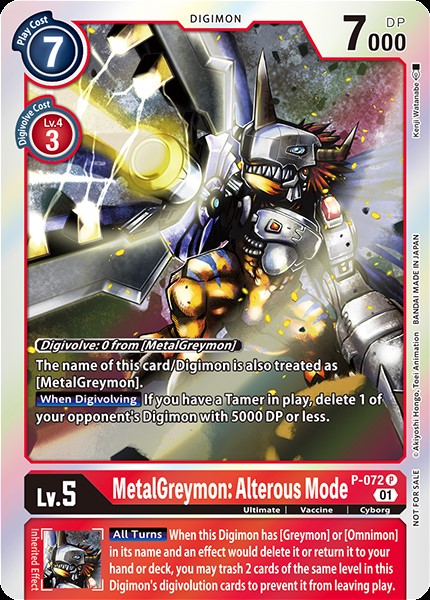 Play Cost
7
DIGIMON
7000 DP
Digivolve Cost
Lv.4
3
Kenji Watanabe
Digivolve: 0 from [MetalGreymon]
The name of this card/Digimon is also treated as
[MetalGreymon].
When Digivolving If you have a Tamer in play, delete 1 of
your opponent's Digimon with 5000 DP or less.
©Akiyoshi Hongo, Toei Animation BANDAI MADE IN JAPAN
NOT FOR SALE
Lv.5
MetalGreymon: Alterous Mode
P-072 P
01
Ultimate | Vaccine | Cyborg
Inherited Effect
All Turns When this Digimon has [Greymon] or [Omnimon]
in its name and an effect would delete it or return it to your
hand or deck, you may trash 2 cards of the same level in this
Digimon's digivolution cards to prevent it from leaving play.